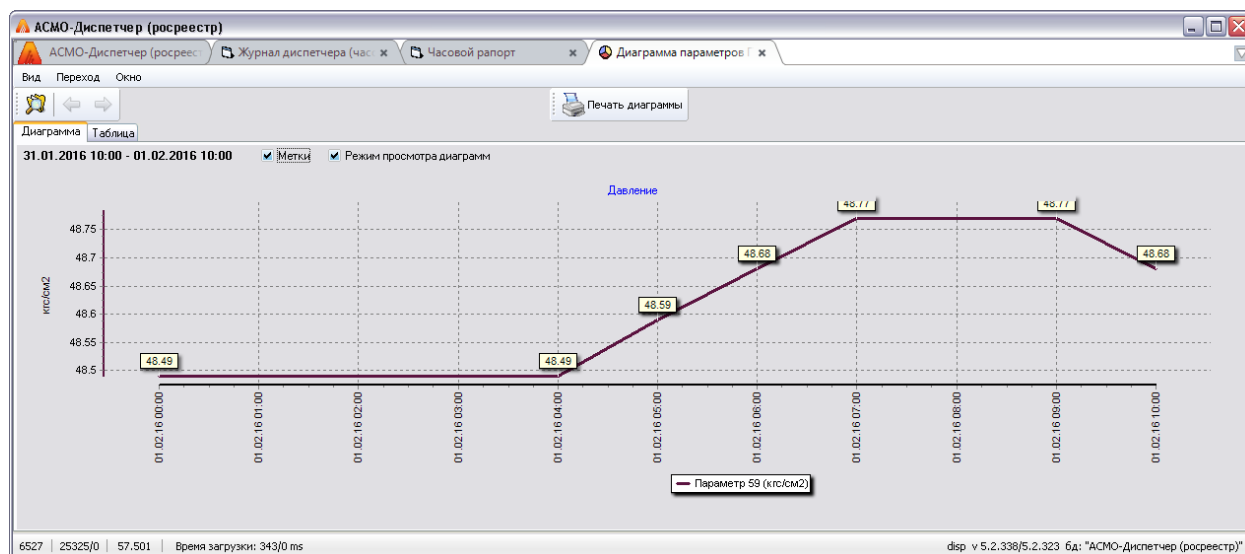 АСМО-Диспетчер (росреестр)
АСМО-Диспетчер (росреест
Журнал диспетчера (час
Часовой рапорт
Диаграмма параметров
Вид Переход Окно
Печать диаграммы
Диаграмма Таблица
31.01.2016 10:00 - 01.02.2016 10:00 Метки Режим просмотра диаграмм
Давление
48.77 48.77
48.75
48.7
48.68 48.68
48.65
кгс/см2
48.6
48.59
48.55
48.5
48.49 48.49
01.02.16 00:00
01.02.16 01:00
01.02.16 02:00
01.02.16 03:00
01.02.16 04:00
01.02.16 05:00
01.02.16 06:00
01.02.16 07:00
01.02.16 08:00
01.02.16 09:00
01.02.16 10:00
Параметр 59 (кгс/см2)
6527 25325/0 57.501 Время загрузки: 343/0 ms disp v 5.2.338/5.2.323 бд: "АСМО-Диспетчер (росреестр)"